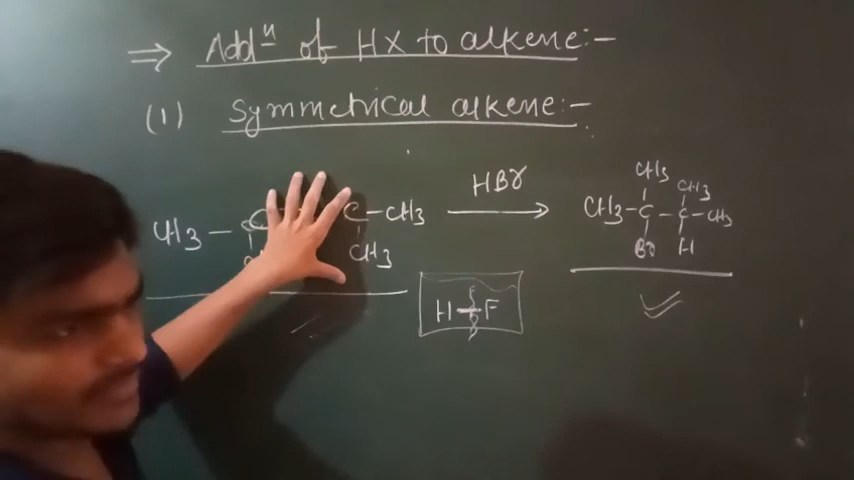 ⇒ Addⁿ of HX to alkene:-
(1) Symmetrical alkene:-
CH3 - C C - CH3 HBr → CH3 - C - C - CH3
CH3 CH3
CH3 Br H
H F